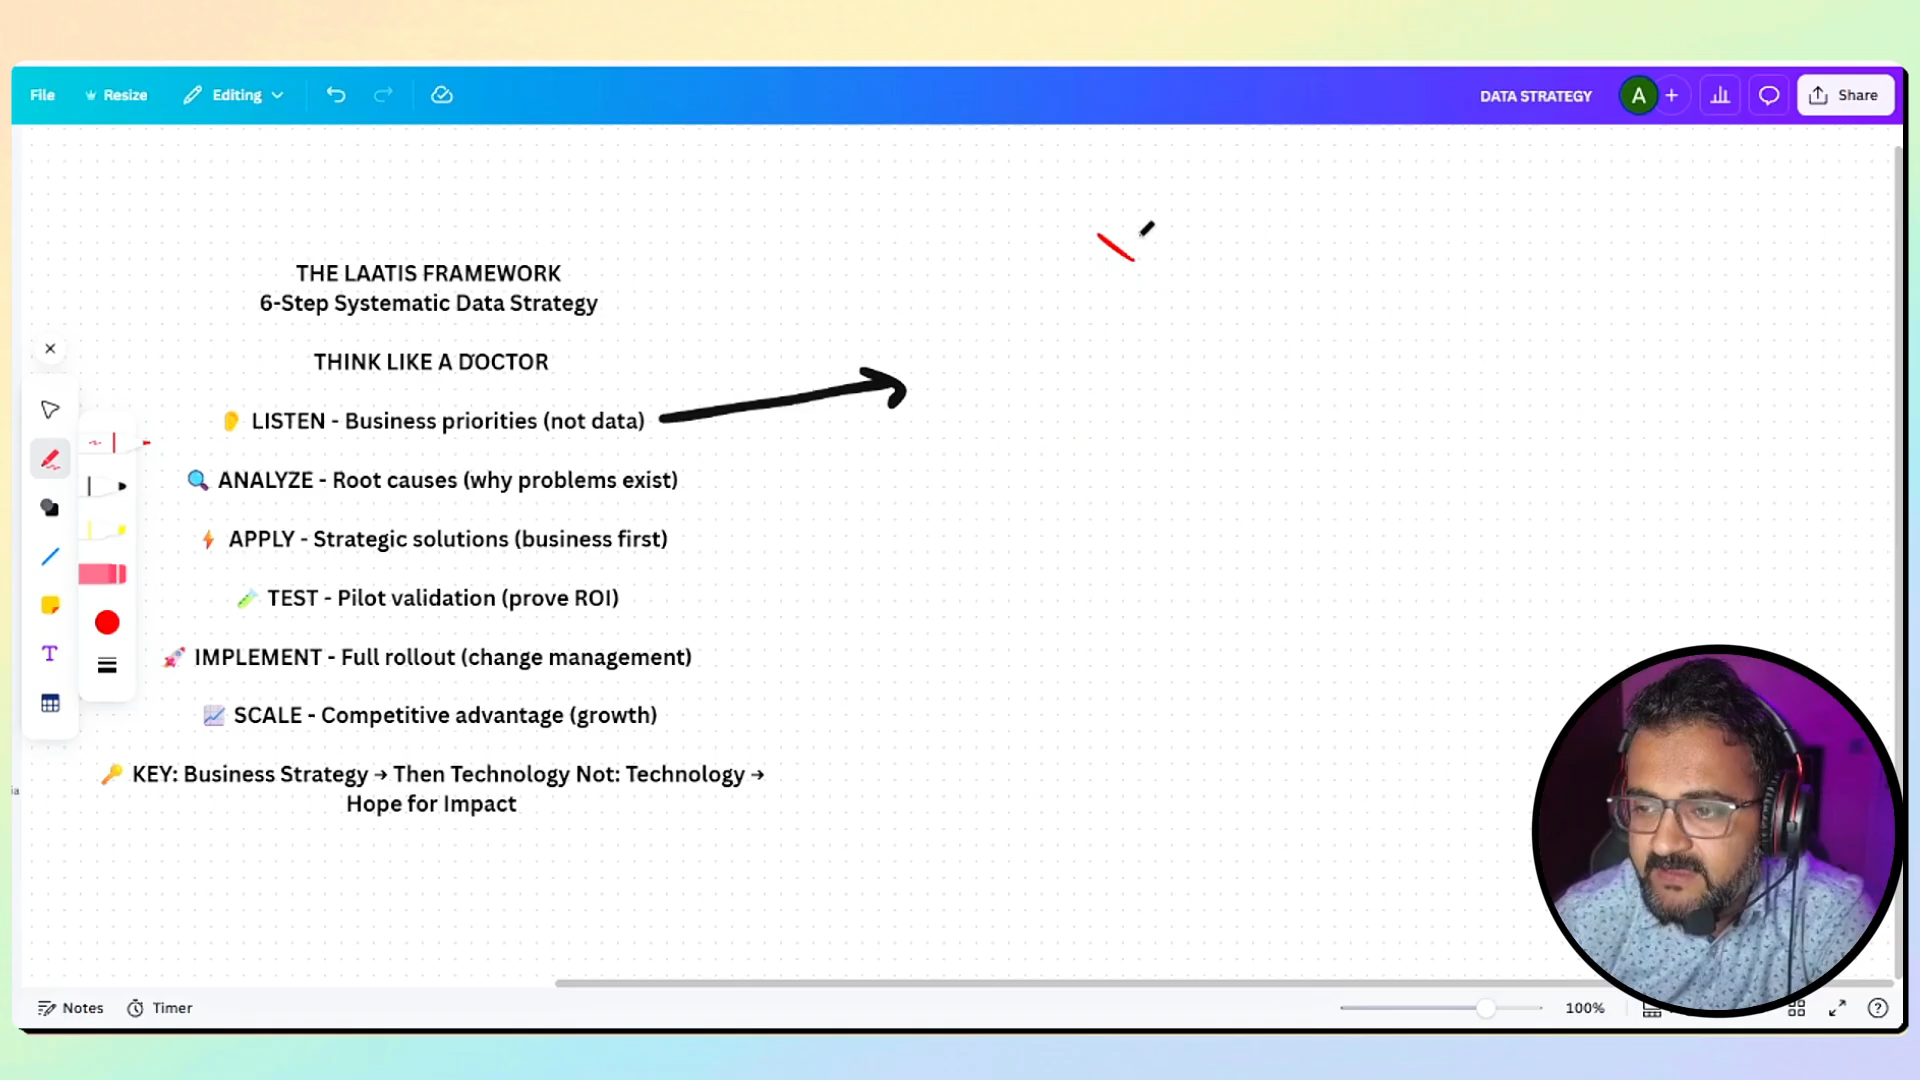 File Resize Editing DATA STRATEGY A + Share
THE LAATIS FRAMEWORK
6-Step Systematic Data Strategy
THINK LIKE A DOCTOR
👂 LISTEN - Business priorities (not data)
🔍 ANALYZE - Root causes (why problems exist)
⚡ APPLY - Strategic solutions (business first)
🧪 TEST - Pilot validation (prove ROI)
🚀 IMPLEMENT - Full rollout (change management)
📈 SCALE - Competitive advantage (growth)
🔑 KEY: Business Strategy → Then Technology Not: Technology →
Hope for Impact
Notes Timer 100%